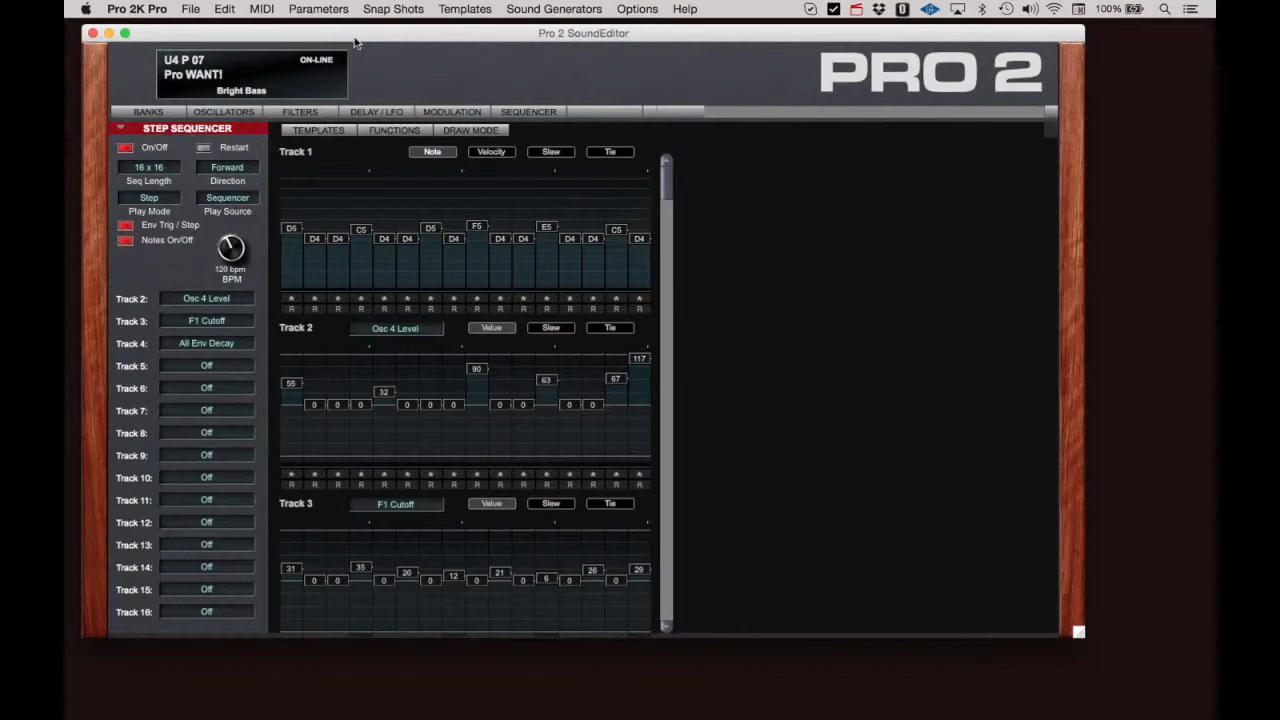 Pro 2K Pro File Edit MIDI Parameters Snap Shots Templates Sound Generators Options Help 100%
Pro 2 SoundEditor
U4 P 07 ON-LINE
Pro WANT!
Bright Bass
PRO 2
BANKS OSCILLATORS FILTERS DELAY / LFO MODULATION SEQUENCER
STEP SEQUENCER
TEMPLATES FUNCTIONS DRAW MODE
On/Off Restart
16 x 16 Forward
Seq Length Direction
Step Sequencer
Play Mode Play Source
Env Trig / Step
Notes On/Off
120 bpm
BPM
Track 2: Osc 4 Level
Track 3: F1 Cutoff
Track 4: All Env Decay
Track 5: Off
Track 6: Off
Track 7: Off
Track 8: Off
Track 9: Off
Track 10: Off
Track 11: Off
Track 12: Off
Track 13: Off
Track 14: Off
Track 15: Off
Track 16: Off
Track 1 Note Velocity Slew Tie
D5 D4 D4 C5 D4 D4 D5 D4 F5 D4 D4 E5 D4 D4 C5 D4
* * * * * * * * * * * * * * * *
R R R R R R R R R R R R R R R R
Track 2 Osc 4 Level Value Slew Tie
55 0 0 0 32 0 0 0 90 0 0 63 0 0 67 117
* * * * * * * * * * * * * * * *
R R R R R R R R R R R R R R R R
Track 3 F1 Cutoff Value Slew Tie
31 0 0 35 0 20 0 12 0 21 0 6 0 26 0 29